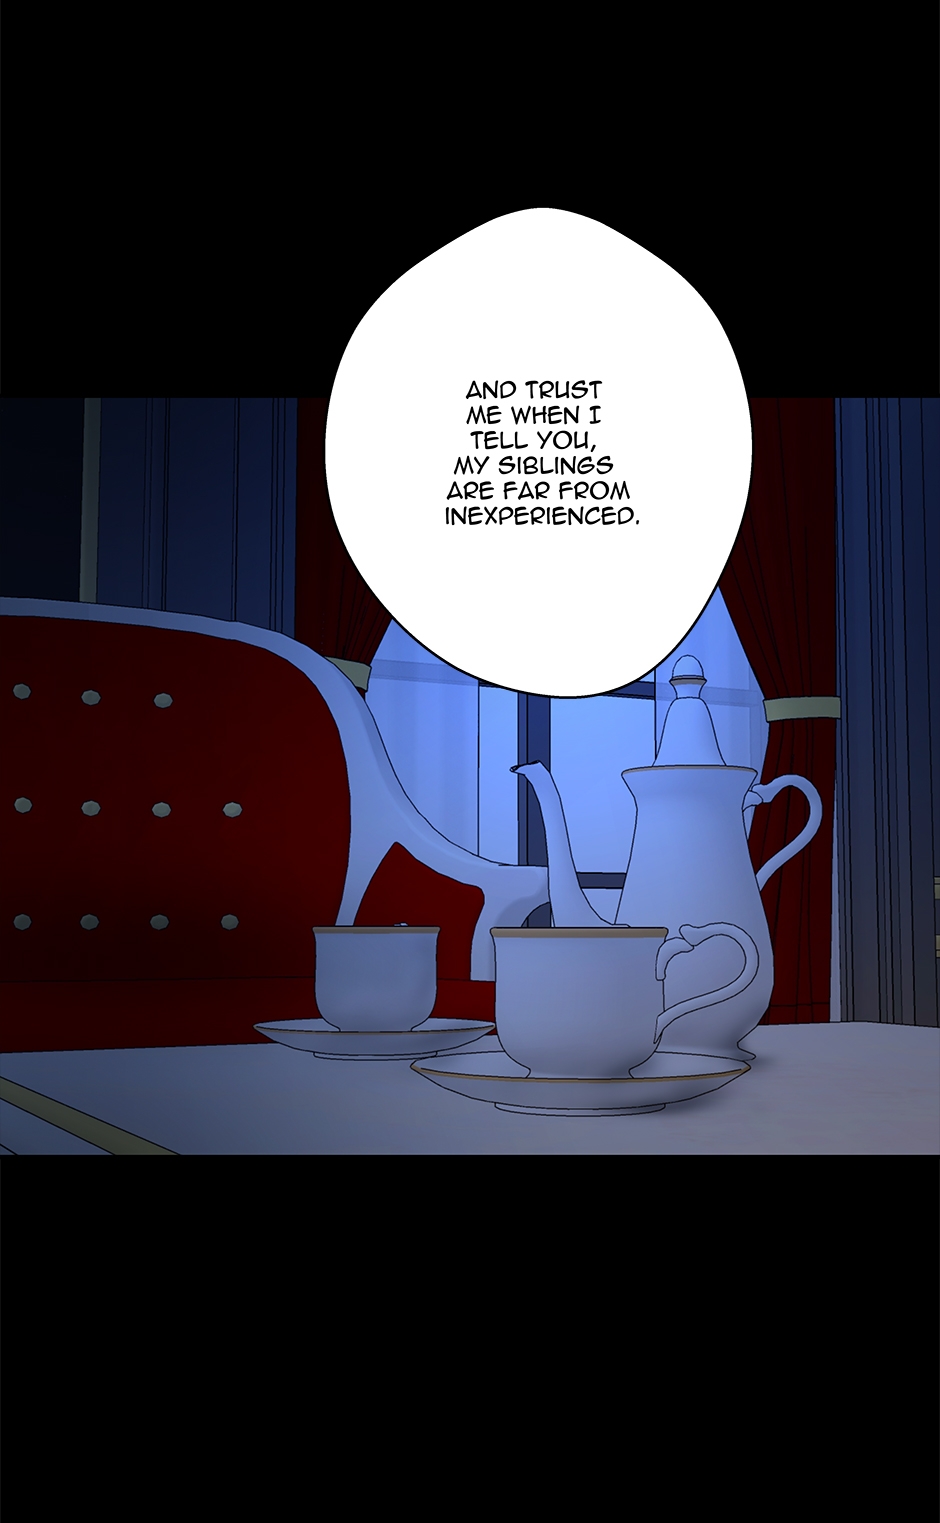 AND TRUST
ME WHEN I
TELL YOU,
MY SIBLINGS
ARE FAR FROM
INEXPERIENCED.